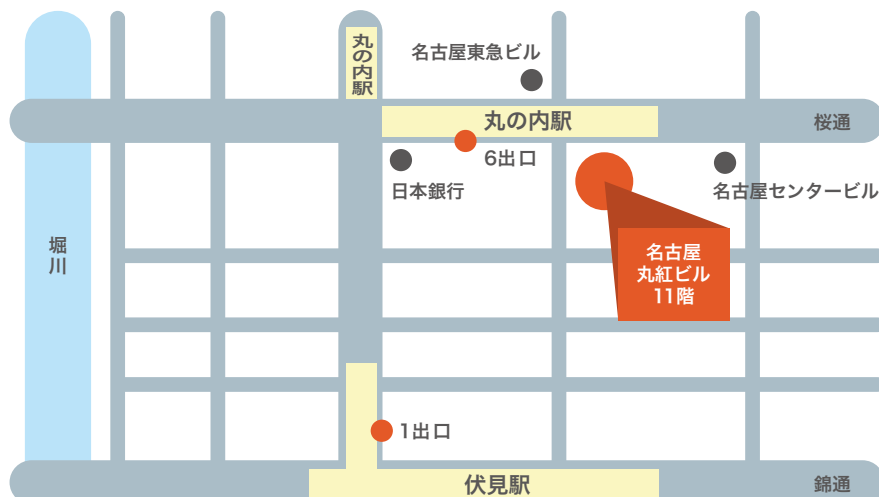 丸の内駅
名古屋東急ビル
丸の内駅
桜通
6出口
日本銀行
名古屋センタービル
堀川
名古屋
丸紅ビル
11階
1出口
伏見駅
錦通